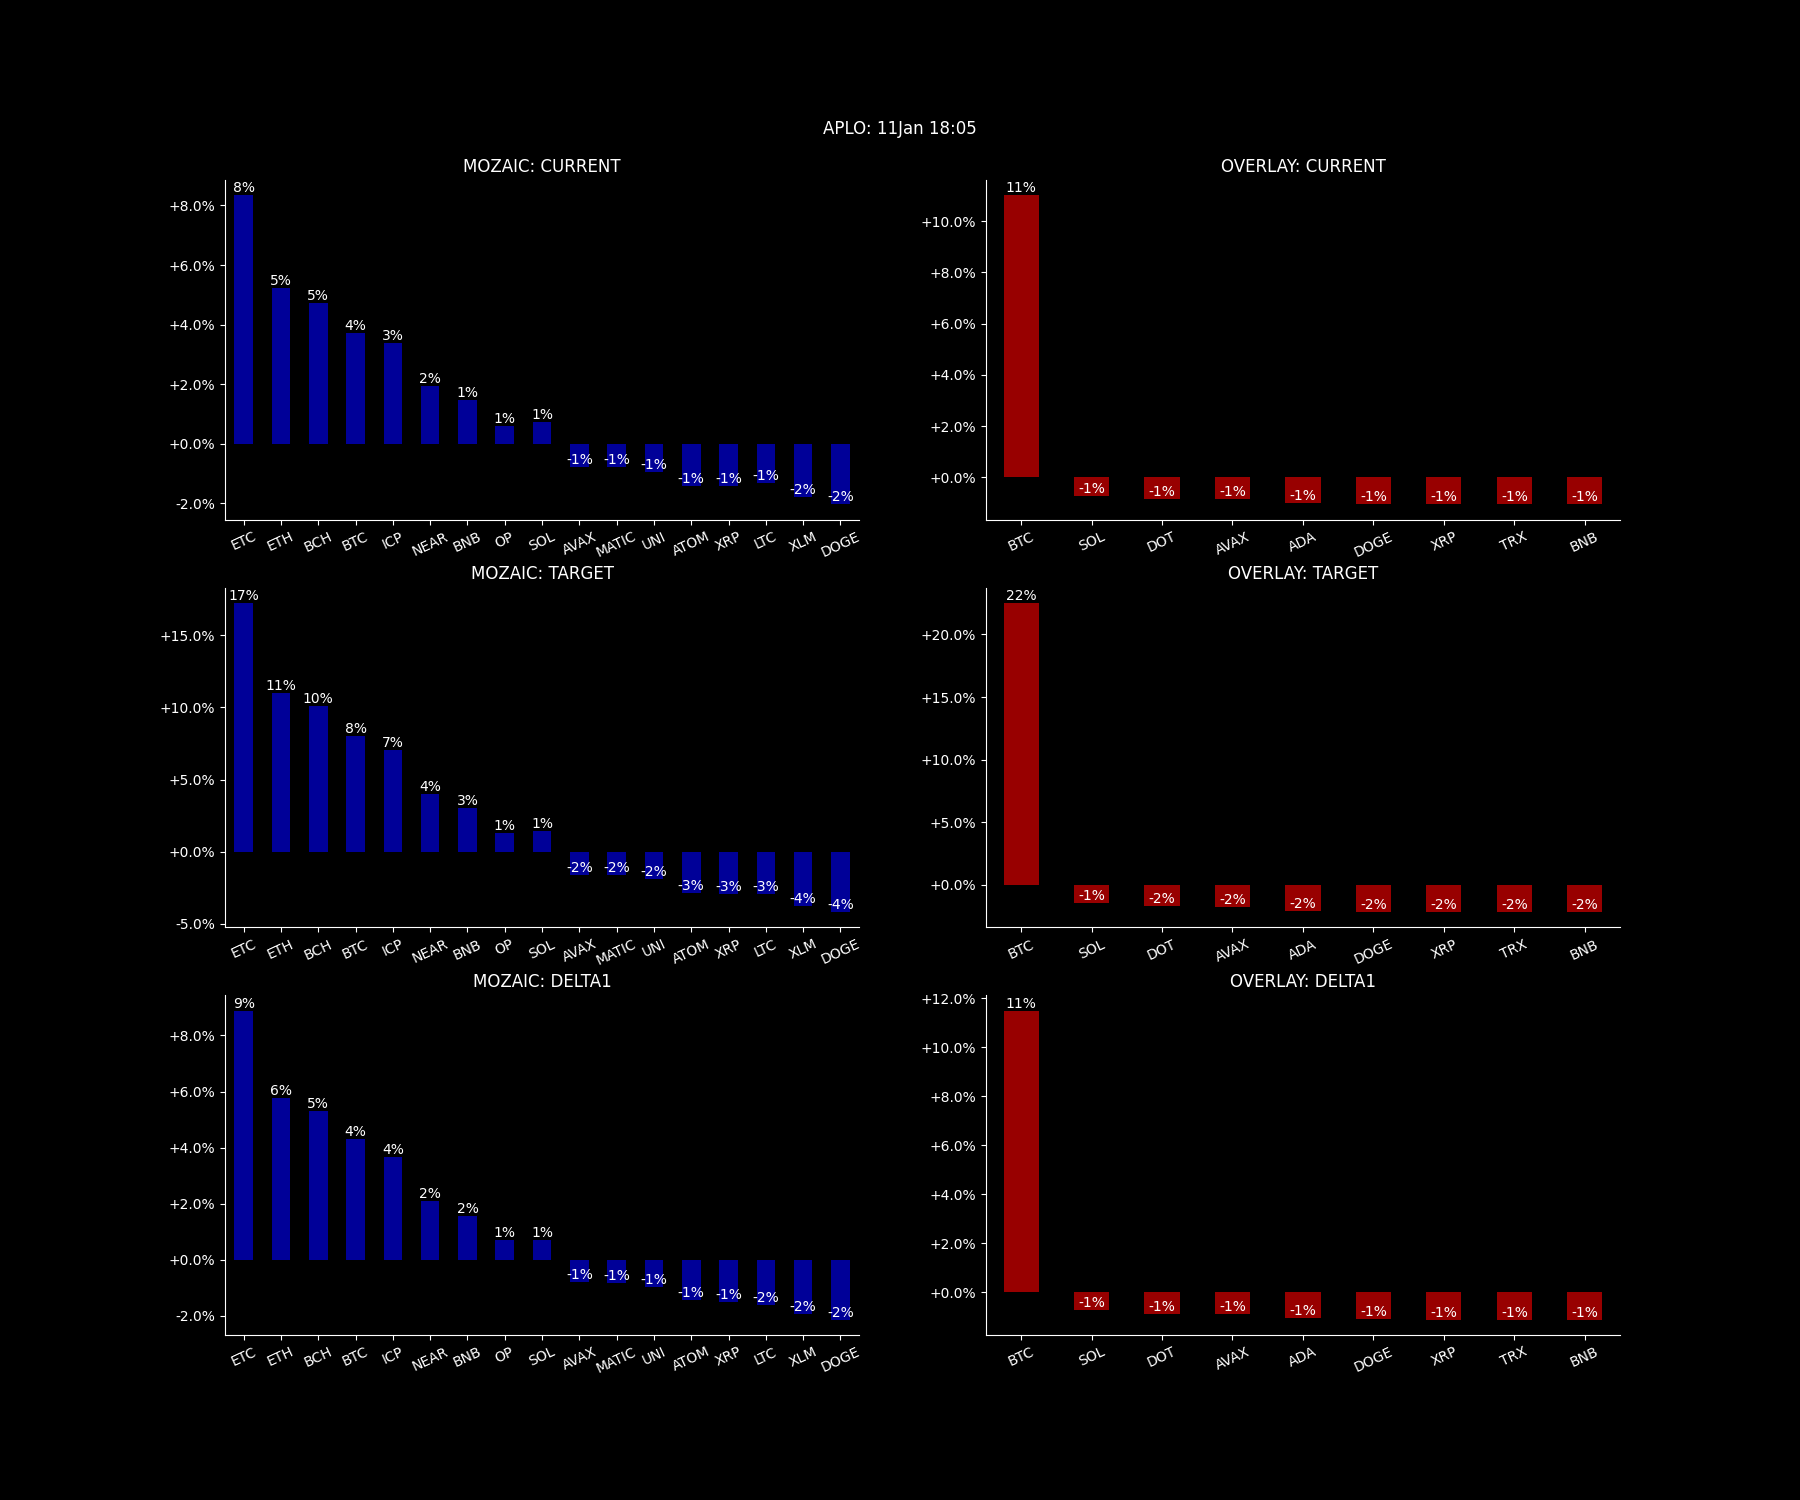 APLO: 11Jan 18:05
MOZAIC: CURRENT
+8.0%
+6.0%
+4.0%
+2.0%
+0.0%
-2.0%
8%
5%
5%
4%
3%
2%
1%
1%
1%
-1%
-1%
-1%
-1%
-1%
-1%
-2%
-2%
ETC
ETH
BCH
BTC
ICP
NEAR
BNB
OP
SOL
AVAX
MATIC
UNI
ATOM
XRP
LTC
XLM
DOGE
OVERLAY: CURRENT
+10.0%
+8.0%
+6.0%
+4.0%
+2.0%
+0.0%
11%
-1%
-1%
-1%
-1%
-1%
-1%
-1%
-1%
BTC
SOL
DOT
AVAX
ADA
DOGE
XRP
TRX
BNB
MOZAIC: TARGET
+15.0%
+10.0%
+5.0%
+0.0%
-5.0%
17%
11%
10%
8%
7%
4%
3%
1%
1%
-2%
-2%
-2%
-3%
-3%
-3%
-4%
-4%
ETC
ETH
BCH
BTC
ICP
NEAR
BNB
OP
SOL
AVAX
MATIC
UNI
ATOM
XRP
LTC
XLM
DOGE
OVERLAY: TARGET
+20.0%
+15.0%
+10.0%
+5.0%
+0.0%
22%
-1%
-2%
-2%
-2%
-2%
-2%
-2%
-2%
BTC
SOL
DOT
AVAX
ADA
DOGE
XRP
TRX
BNB
MOZAIC: DELTA1
+8.0%
+6.0%
+4.0%
+2.0%
+0.0%
-2.0%
9%
6%
5%
4%
4%
2%
2%
1%
1%
-1%
-1%
-1%
-1%
-1%
-2%
-2%
-2%
ETC
ETH
BCH
BTC
ICP
NEAR
BNB
OP
SOL
AVAX
MATIC
UNI
ATOM
XRP
LTC
XLM
DOGE
OVERLAY: DELTA1
+12.0%
+10.0%
+8.0%
+6.0%
+4.0%
+2.0%
+0.0%
11%
-1%
-1%
-1%
-1%
-1%
-1%
-1%
-1%
BTC
SOL
DOT
AVAX
ADA
DOGE
XRP
TRX
BNB